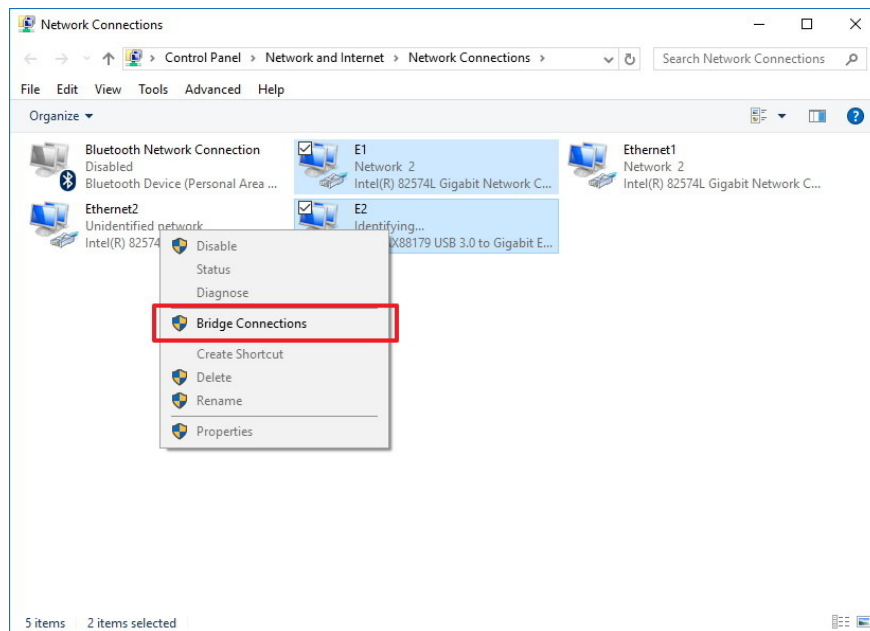 Network Connections
Control Panel > Network and Internet > Network Connections >
Search Network Connections
File Edit View Tools Advanced Help
Organize
Bluetooth Network Connection
Disabled
Bluetooth Device (Personal Area ...
E1
Network 2
Intel(R) 82574L Gigabit Network C...
Ethernet1
Network 2
Intel(R) 82574L Gigabit Network C...
Ethernet2
Unidentified network
Intel(R) 82574
E2
Identifying...
X88179 USB 3.0 to Gigabit E...
Disable
Status
Diagnose
Bridge Connections
Create Shortcut
Delete
Rename
Properties
5 items 2 items selected